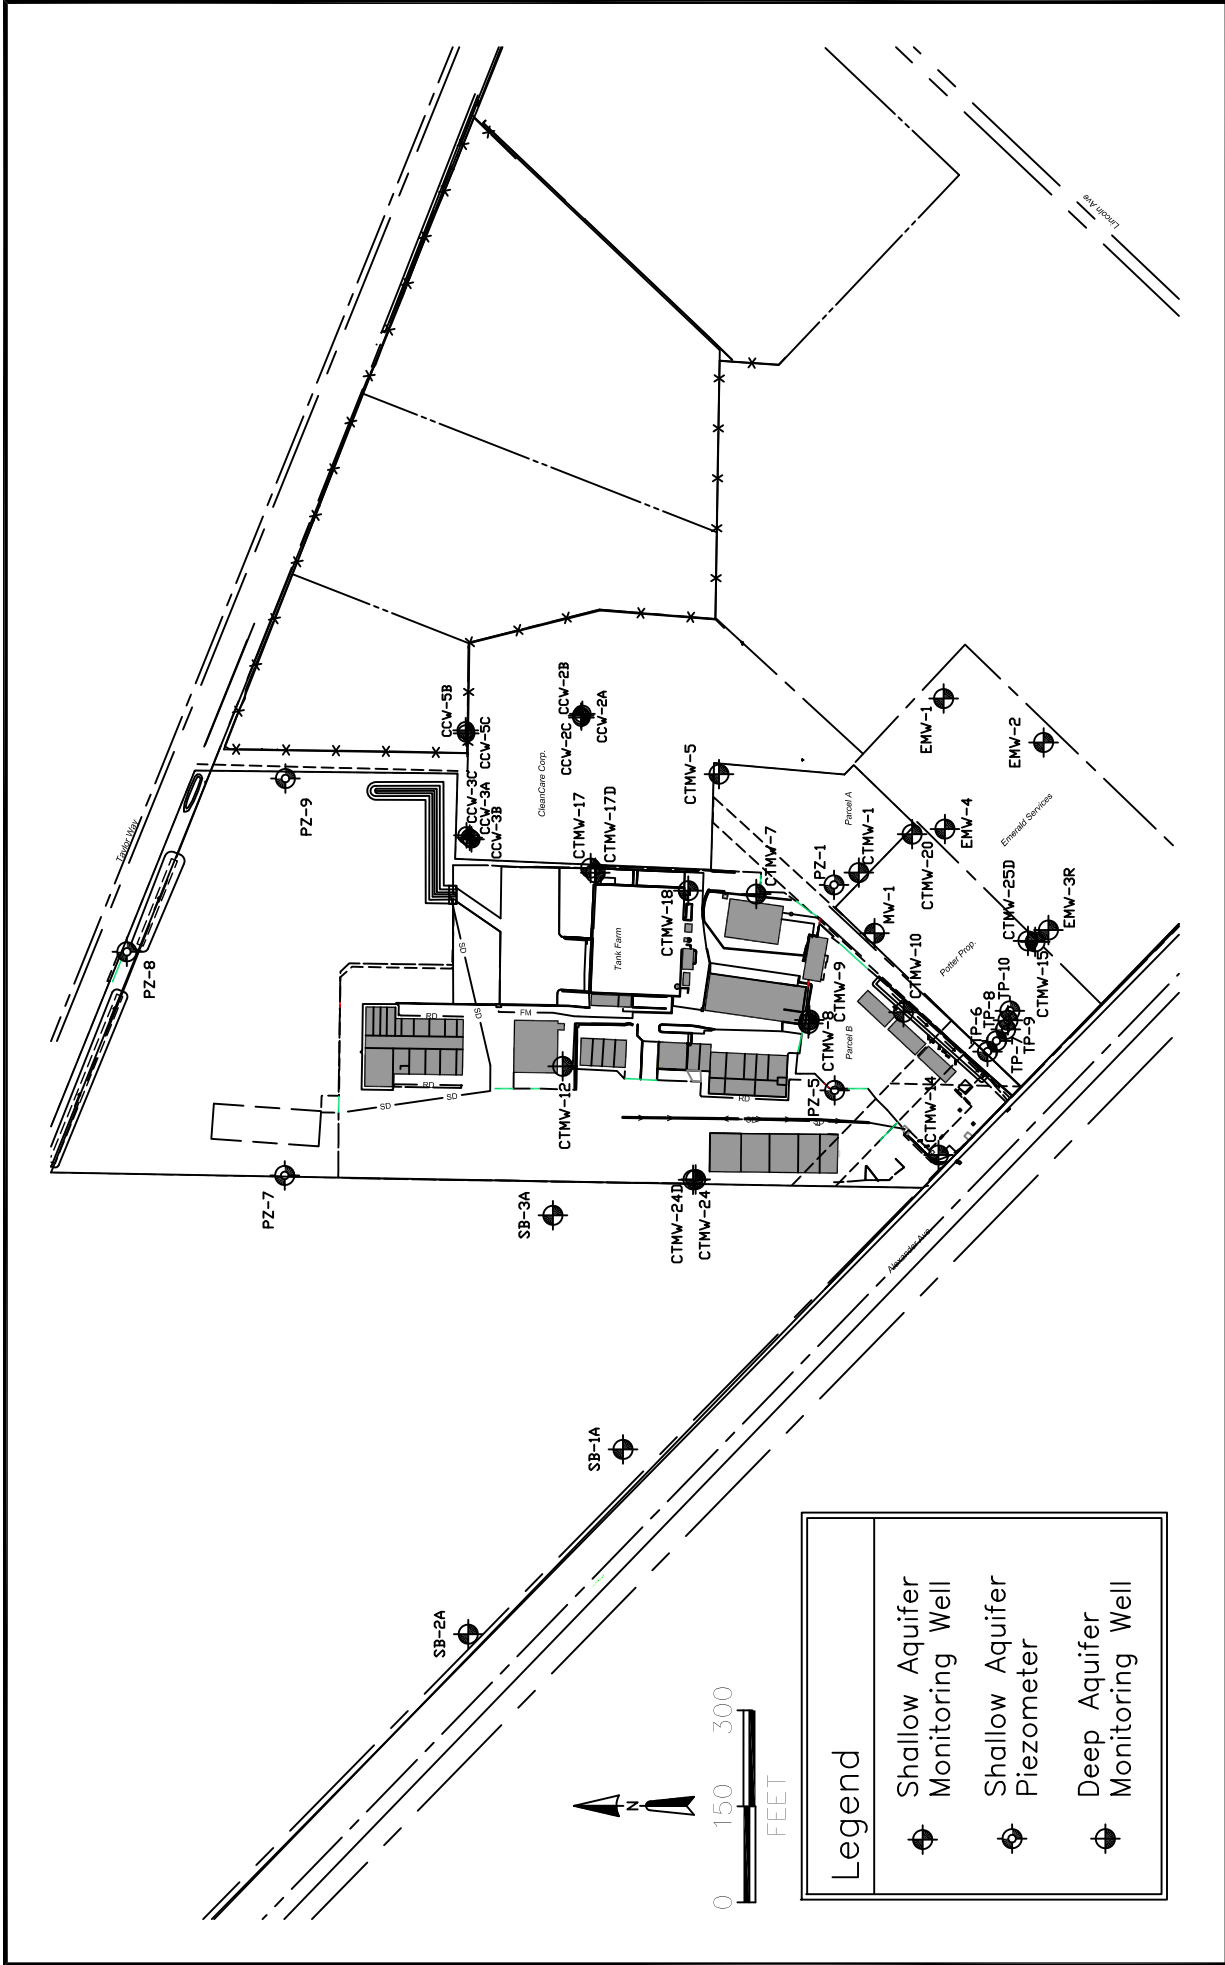 Taylor Way
Lincoln Ave
PZ-8
PZ-9
PZ-7
CCW-5B
CCW-5C
CCW-3C
CCW-3A
CCW-3B
CCW-2B
CCW-2C
CCW-2A
CleanCare Corp.
CTMW-17
CTMW-17D
CTMW-5
CTMW-18
CTMW-7
Tank Farm
SD
SD
SD
SD
RD
RD
RD
FM
CTMW-12
PZ-1
Parcel A
CTMW-1
MW-1
CTMW-20
EMW-1
EMW-2
EMW-4
Emerald Services
CTMW-25D
EMW-3R
Potter Prop.
CTMW-10
CTMW-9
CTMW-8
Parcel B
PZ-5
TP-6
TP-8
TP-10
TP-7
TP-9
CTMW-15
CTMW-14
CTMW-24D
CTMW-24
SB-3A
SB-1A
SB-2A
Alexander Ave
N
0 150 300
FEET
Legend
Shallow Aquifer
Monitoring Well
Shallow Aquifer
Piezometer
Deep Aquifer
Monitoring Well